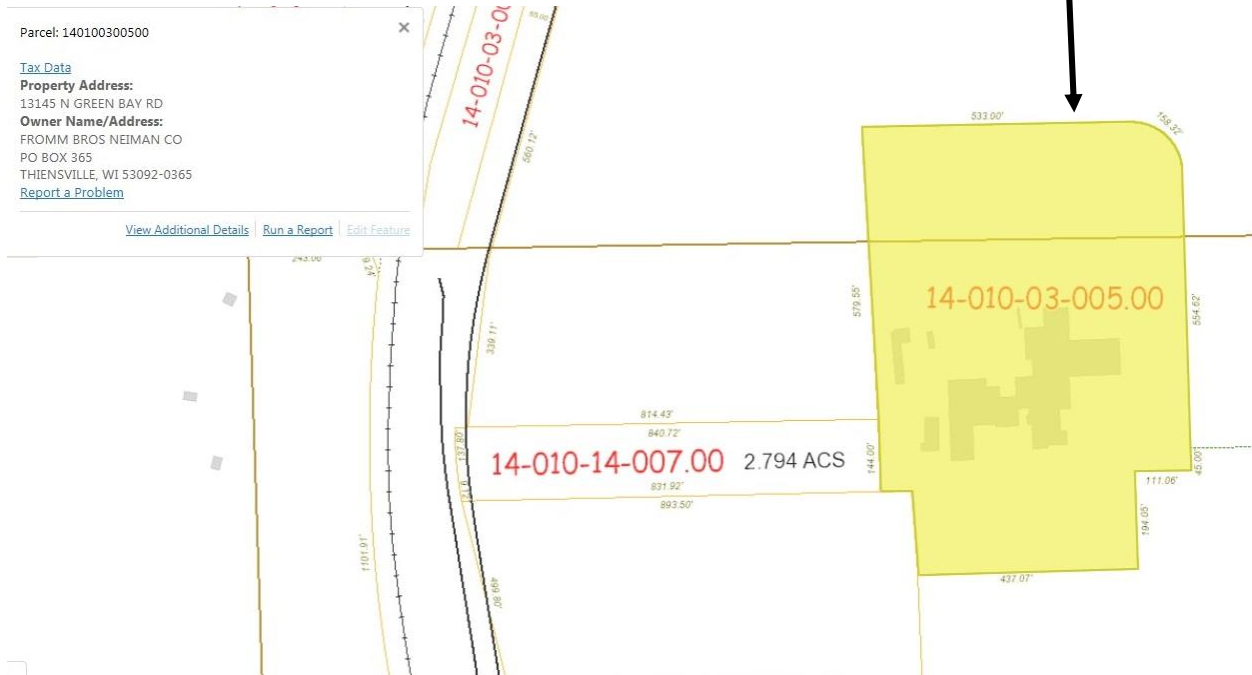 Parcel: 140100300500
Tax Data
Property Address:
13145 N GREEN BAY RD
Owner Name/Address:
FROMM BROS NEIMAN CO
PO BOX 365
THIENSVILLE, WI 53092-0365
Report a Problem
View Additional Details Run a Report Edit Feature
14-010-03-0
560.12'
533.00'
158.32'
243.06'
339.11'
579.55'
14-010-03-005.00
554.62'
814.43'
840.72'
137.80'
14-010-14-007.00 2.794 ACS
144.00'
45.00'
831.92'
893.50'
111.06'
194.05'
1101.91'
499.80'
437.07'